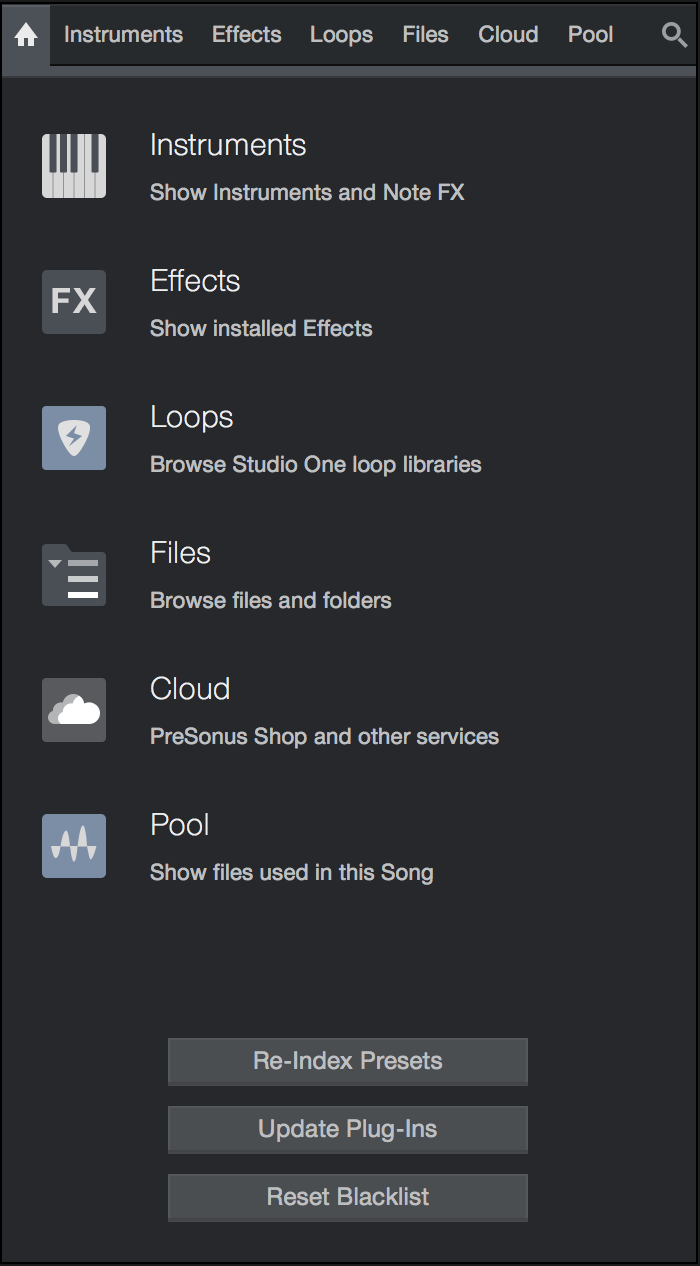 Instruments Effects Loops Files Cloud Pool
Instruments
Show Instruments and Note FX
FX
Effects
Show installed Effects
Loops
Browse Studio One loop libraries
Files
Browse files and folders
Cloud
PreSonus Shop and other services
Pool
Show files used in this Song
Re-Index Presets
Update Plug-Ins
Reset Blacklist